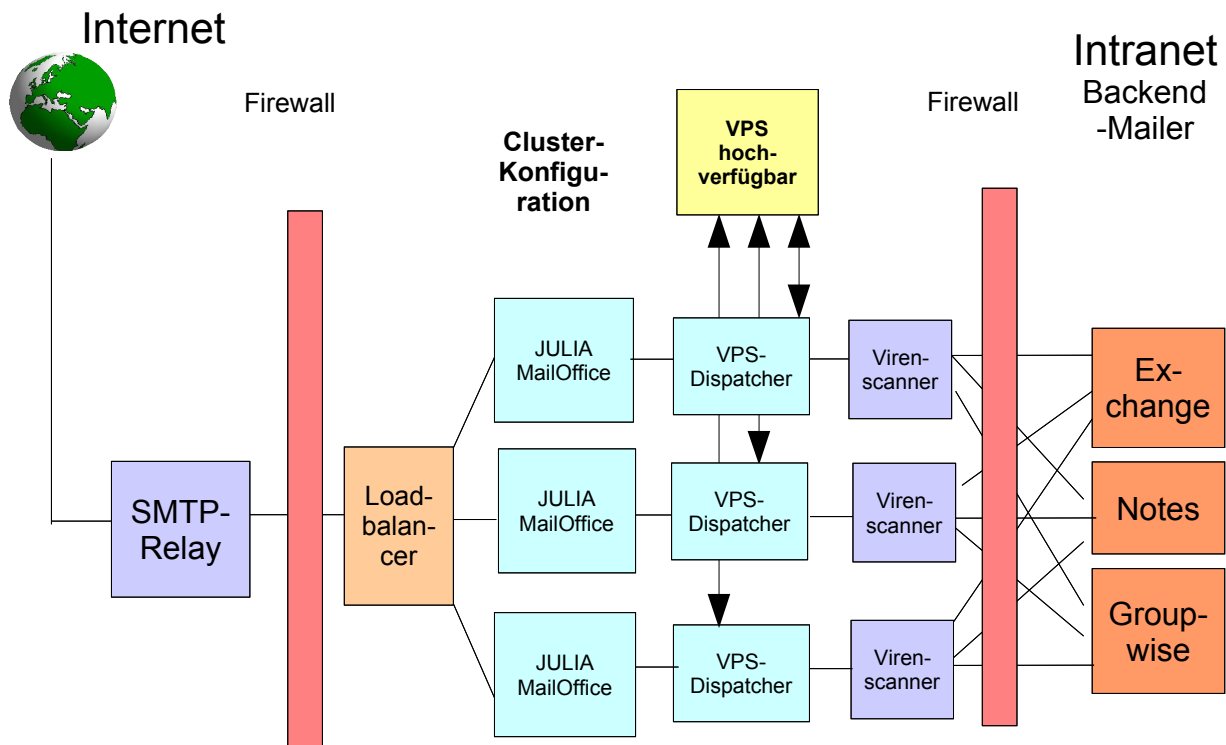 Internet
Intranet
Backend
-Mailer
Firewall
Firewall
Cluster-
Konfigu-
ration
VPS
hoch-
verfügbar
JULIA
MailOffice
VPS-
Dispatcher
Viren-
scanner
Ex-
change
SMTP-
Relay
Load-
balan-
cer
JULIA
MailOffice
VPS-
Dispatcher
Viren-
scanner
Notes
JULIA
MailOffice
VPS-
Dispatcher
Viren-
scanner
Group-
wise